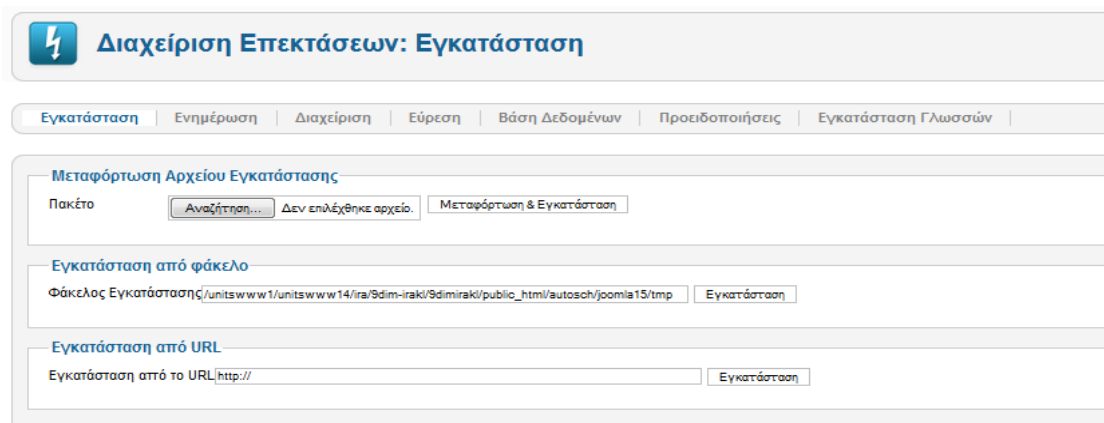 Διαχείριση Επεκτάσεων: Εγκατάσταση
Εγκατάσταση Ενημέρωση Διαχείριση Εύρεση Βάση Δεδομένων Προειδοποιήσεις Εγκατάσταση Γλωσσών
Μεταφόρτωση Αρχείου Εγκατάστασης
Πακέτο Αναζήτηση... Δεν επιλέχθηκε αρχείο. Μεταφόρτωση & Εγκατάσταση
Εγκατάσταση από φάκελο
Φάκελος Εγκατάστασης /unitswww1/unitswww14/ira/9dim-irakl/9dimirakl/public_html/autosch/joomla15/tmp Εγκατάσταση
Εγκατάσταση από URL
Εγκατάσταση από το URL http:// Εγκατάσταση